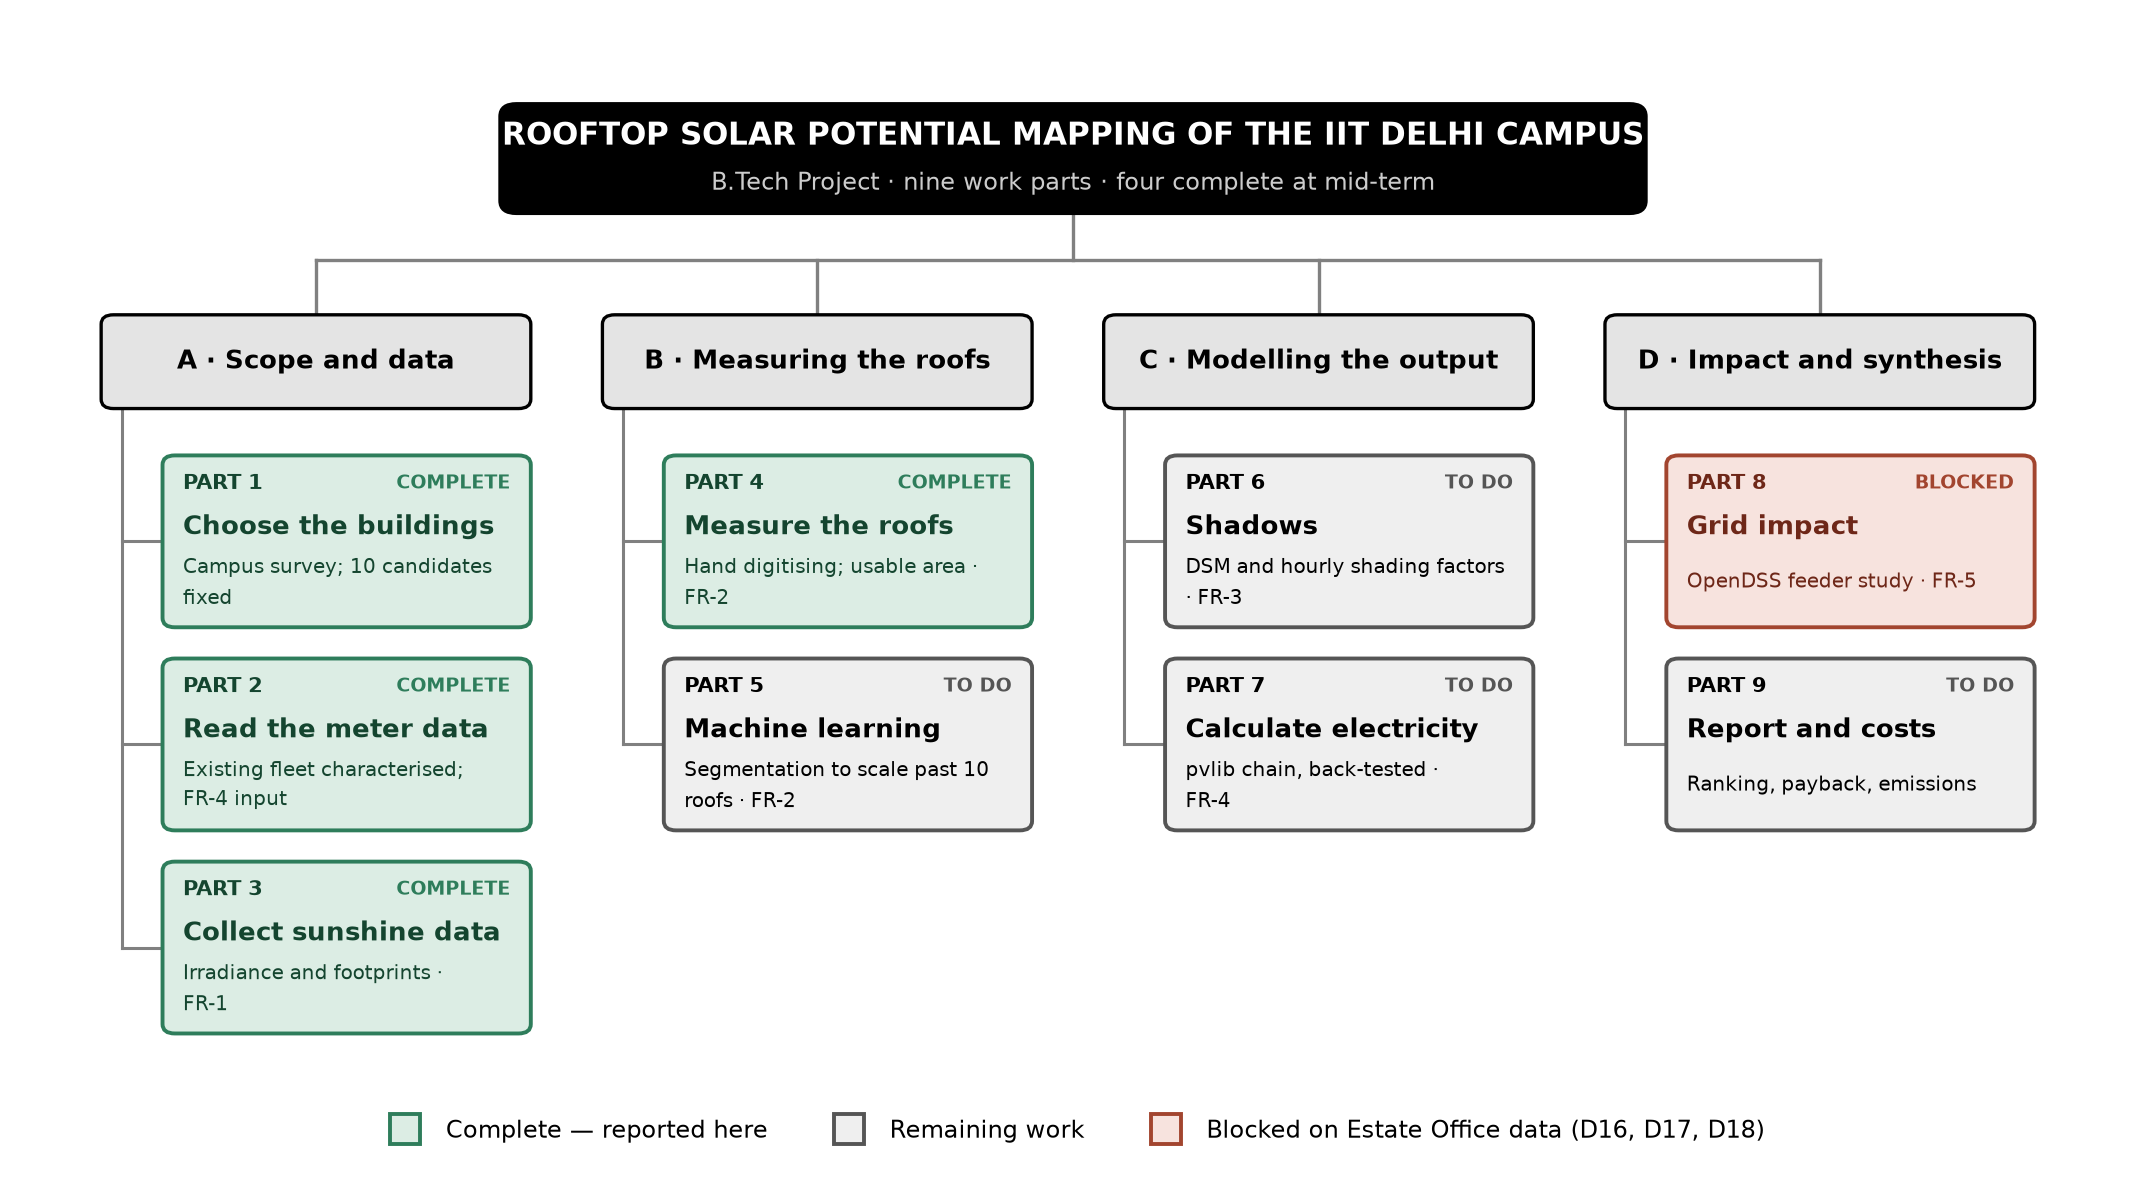 ROOFTOP SOLAR POTENTIAL MAPPING OF THE IIT DELHI CAMPUS
B.Tech Project · nine work parts · four complete at mid-term
A · Scope and data
PART 1 COMPLETE
Choose the buildings
Campus survey; 10 candidates
fixed
PART 2 COMPLETE
Read the meter data
Existing fleet characterised;
FR-4 input
PART 3 COMPLETE
Collect sunshine data
Irradiance and footprints ·
FR-1
B · Measuring the roofs
PART 4 COMPLETE
Measure the roofs
Hand digitising; usable area ·
FR-2
PART 5 TO DO
Machine learning
Segmentation to scale past 10
roofs · FR-2
C · Modelling the output
PART 6 TO DO
Shadows
DSM and hourly shading factors
· FR-3
PART 7 TO DO
Calculate electricity
pvlib chain, back-tested ·
FR-4
D · Impact and synthesis
PART 8 BLOCKED
Grid impact
OpenDSS feeder study · FR-5
PART 9 TO DO
Report and costs
Ranking, payback, emissions
Complete — reported here
Remaining work
Blocked on Estate Office data (D16, D17, D18)